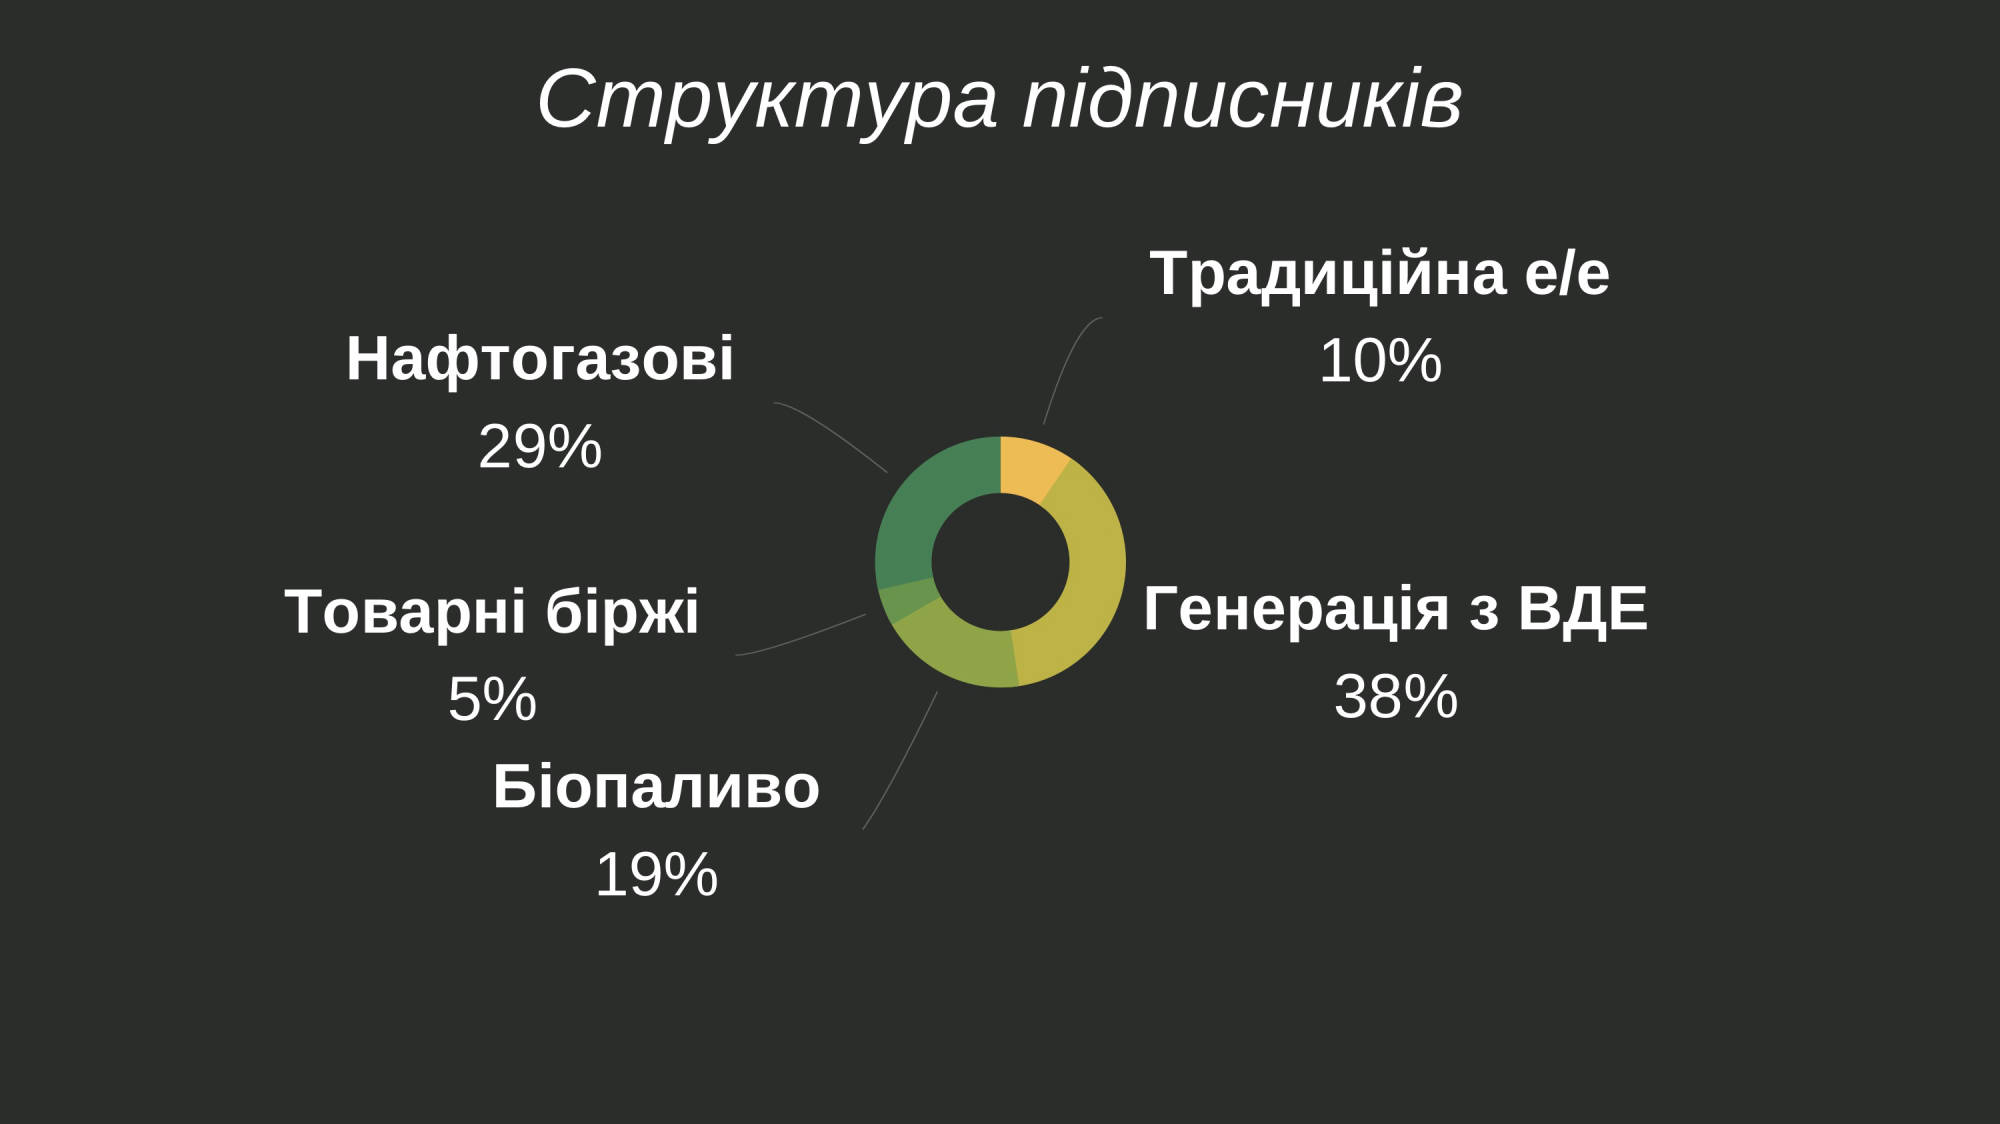 Структура підписників
Традиційна е/е
10%
Нафтогазові
29%
Генерація з ВДЕ
38%
Товарні біржі
5%
Біопаливо
19%